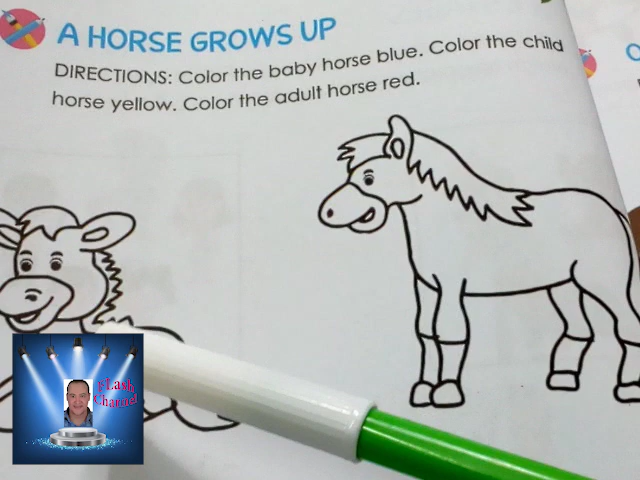 A HORSE GROWS UP
DIRECTIONS: Color the baby horse blue. Color the child
horse yellow. Color the adult horse red.
Lash
Channel